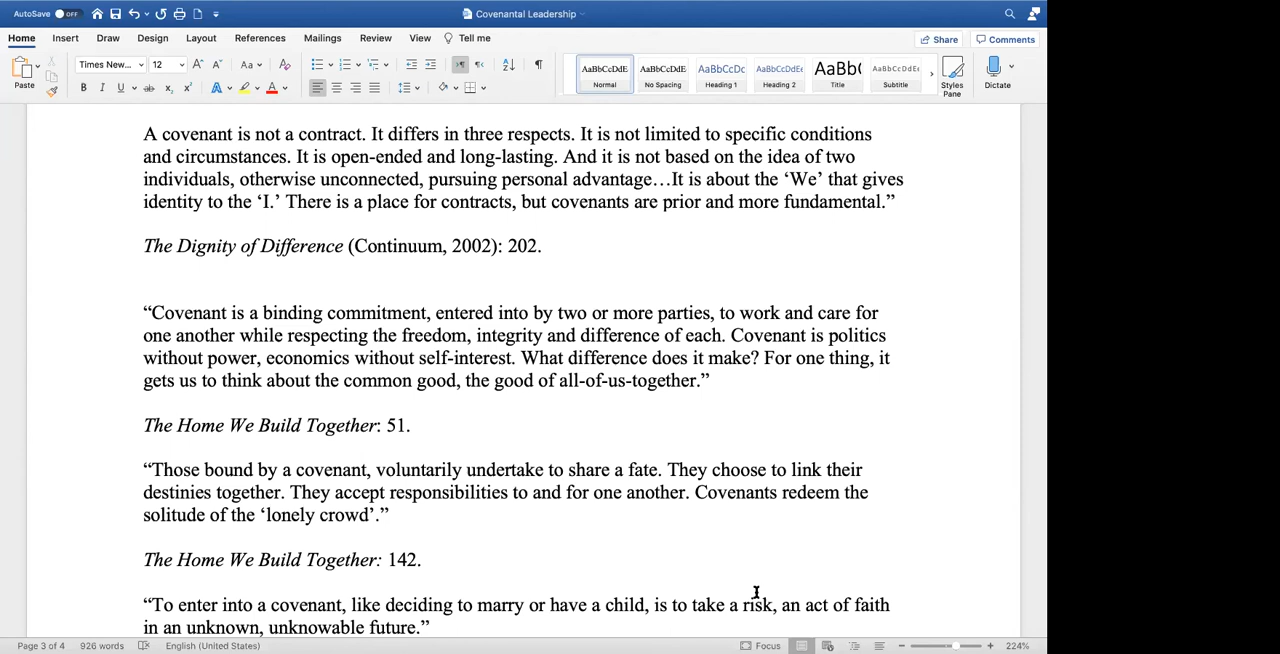 AutoSave OFF Covenantal Leadership
Home Insert Draw Design Layout References Mailings Review View Tell me Share Comments
Paste Times New... 12 Aa A A A
AaBbCcDdE AaBbCcDdE AaBbCcDc AaBbCcDdEe AaBb( AaBbCcDdEe
Normal No Spacing Heading 1 Heading 2 Title Subtitle Styles Pane Dictate
B I U ab x₂ x² A A
A covenant is not a contract. It differs in three respects. It is not limited to specific conditions
and circumstances. It is open-ended and long-lasting. And it is not based on the idea of two
individuals, otherwise unconnected, pursuing personal advantage…It is about the ‘We’ that gives
identity to the ‘I.’ There is a place for contracts, but covenants are prior and more fundamental.”
The Dignity of Difference (Continuum, 2002): 202.
“Covenant is a binding commitment, entered into by two or more parties, to work and care for
one another while respecting the freedom, integrity and difference of each. Covenant is politics
without power, economics without self-interest. What difference does it make? For one thing, it
gets us to think about the common good, the good of all-of-us-together.”
The Home We Build Together: 51.
“Those bound by a covenant, voluntarily undertake to share a fate. They choose to link their
destinies together. They accept responsibilities to and for one another. Covenants redeem the
solitude of the ‘lonely crowd’.”
The Home We Build Together: 142.
“To enter into a covenant, like deciding to marry or have a child, is to take a risk, an act of faith
in an unknown, unknowable future.”
Page 3 of 4 926 words English (United States) Focus 224%